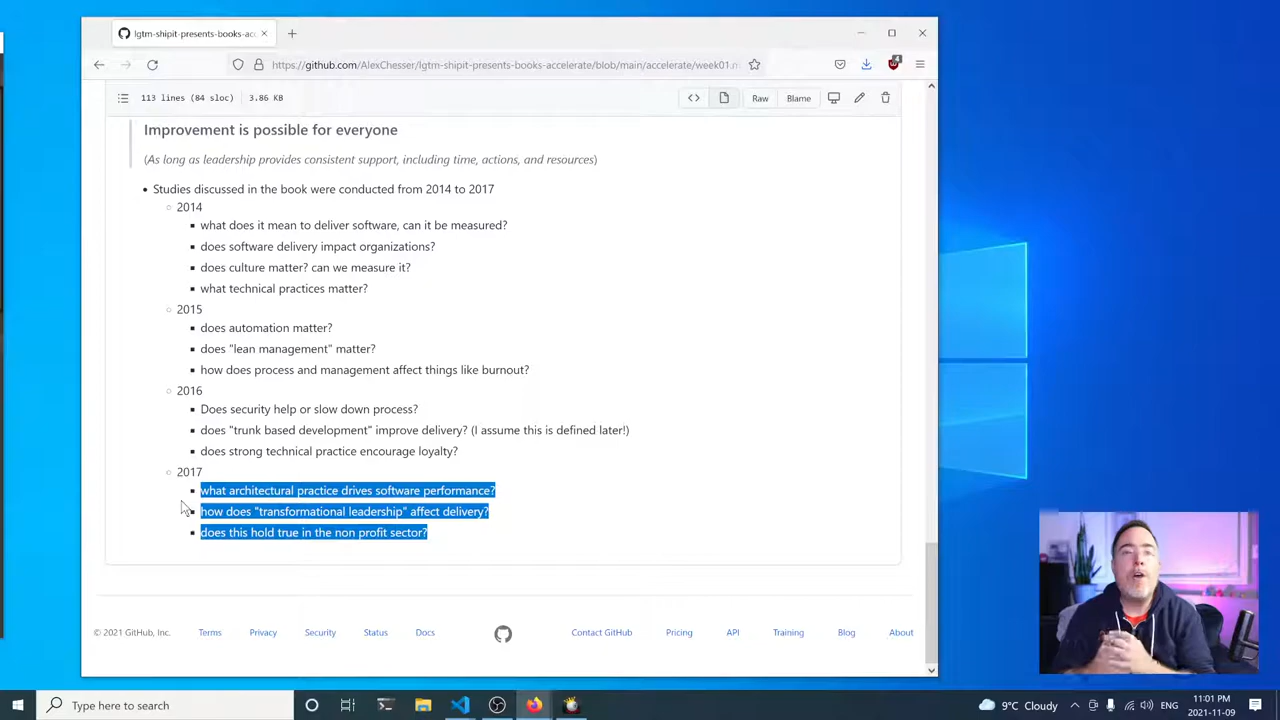 lgtm-shipit-presents-books-acc
https://github.com/AlexChesser/lgtm-shipit-presents-books-accelerate/blob/main/accelerate/week01.m
4
113 lines (84 sloc) 3.86 KB
Raw
Blame
Improvement is possible for everyone
(As long as leadership provides consistent support, including time, actions, and resources)
Studies discussed in the book were conducted from 2014 to 2017
2014
what does it mean to deliver software, can it be measured?
does software delivery impact organizations?
does culture matter? can we measure it?
what technical practices matter?
2015
does automation matter?
does "lean management" matter?
how does process and management affect things like burnout?
2016
Does security help or slow down process?
does "trunk based development" improve delivery? (I assume this is defined later!)
does strong technical practice encourage loyalty?
2017
what architectural practice drives software performance?
how does "transformational leadership" affect delivery?
does this hold true in the non profit sector?
© 2021 GitHub, Inc. Terms Privacy Security Status Docs Contact GitHub Pricing API Training Blog About
Type here to search
9°C Cloudy
ENG
11:01 PM
2021-11-09